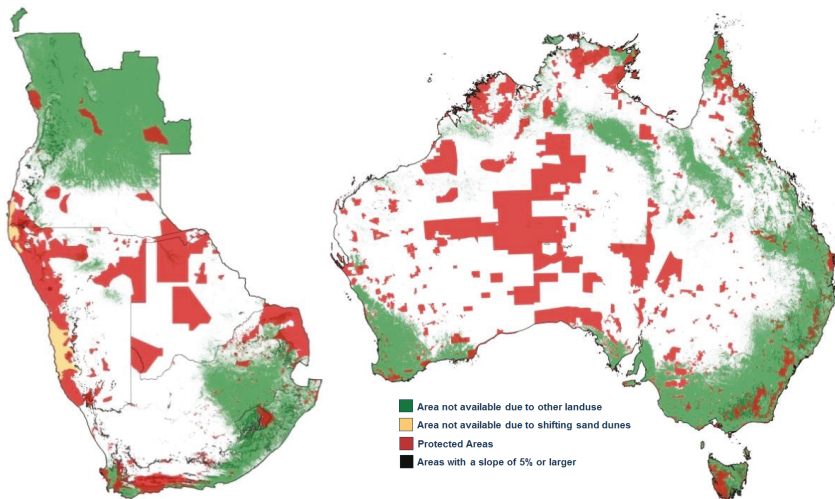 Area not available due to other landuse
Area not available due to shifting sand dunes
Protected Areas
Areas with a slope of 5% or larger